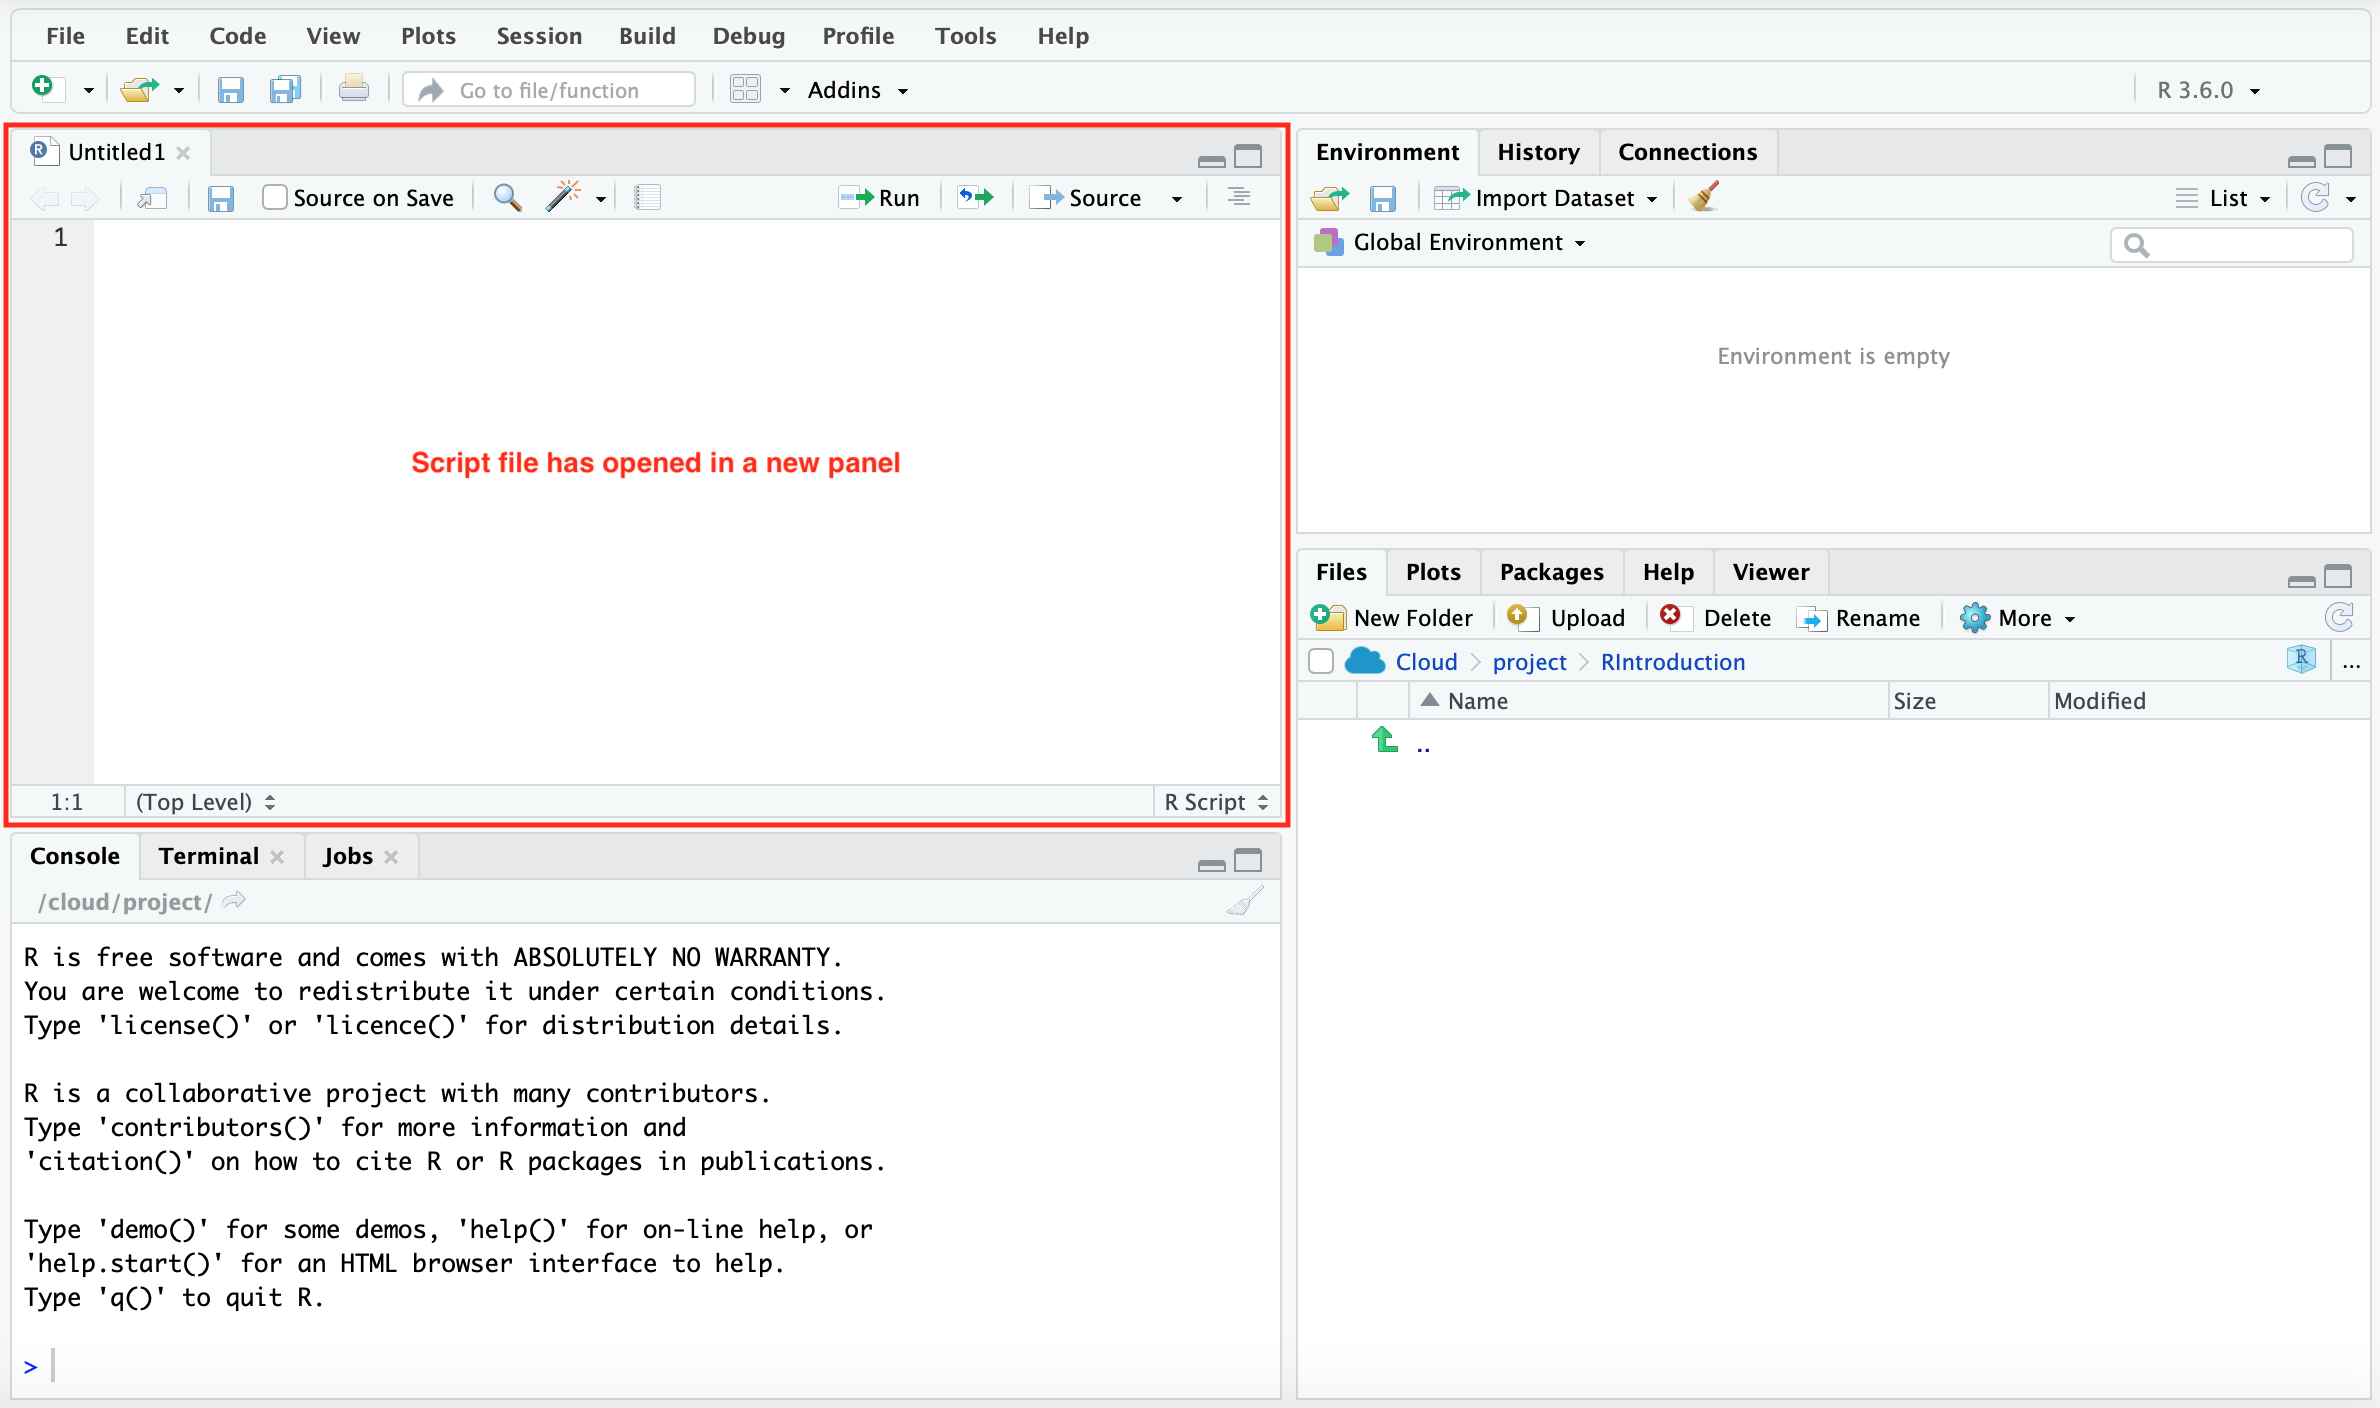 File Edit Code View Plots Session Build Debug Profile Tools Help
Go to file/function Addins R 3.6.0
Untitled1
Source on Save Run Source
1
Script file has opened in a new panel
1:1 (Top Level) R Script
Console Terminal Jobs
/cloud/project/
R is free software and comes with ABSOLUTELY NO WARRANTY.
You are welcome to redistribute it under certain conditions.
Type 'license()' or 'licence()' for distribution details.
R is a collaborative project with many contributors.
Type 'contributors()' for more information and
'citation()' on how to cite R or R packages in publications.
Type 'demo()' for some demos, 'help()' for on-line help, or
'help.start()' for an HTML browser interface to help.
Type 'q()' to quit R.
>
Environment History Connections
Import Dataset List
Global Environment
Environment is empty
Files Plots Packages Help Viewer
New Folder Upload Delete Rename More
Cloud project RIntroduction R ...
Name Size Modified
..